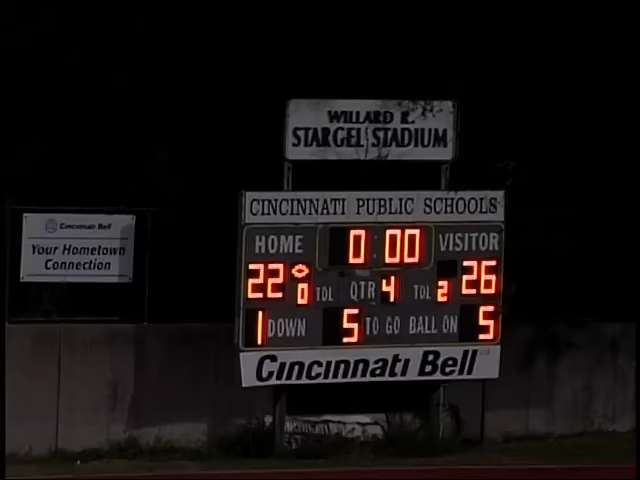 WILLARD R.
STARGEL STADIUM
CINCINNATI PUBLIC SCHOOLS
Cincinnati Bell
Your Hometown
Connection
HOME 0:00 VISITOR
22 0 TOL QTR 4 TOL 2 26
1 DOWN 5 TO GO BALL ON 5
Cincinnati Bell